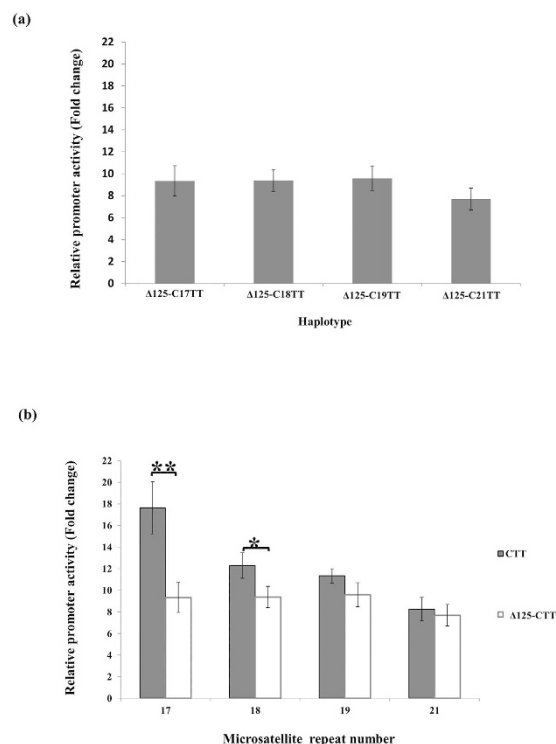 (a)
Relative promoter activity (Fold change)
22
20
18
16
14
12
10
8
6
4
2
0
Δ125-C17TT Δ125-C18TT Δ125-C19TT Δ125-C21TT
Haplotype
(b)
Relative promoter activity (Fold change)
22
20
18
16
14
12
10
8
6
4
2
0
**
*
17 18 19 21
Microsatellite repeat number
CTT
Δ125-CTT